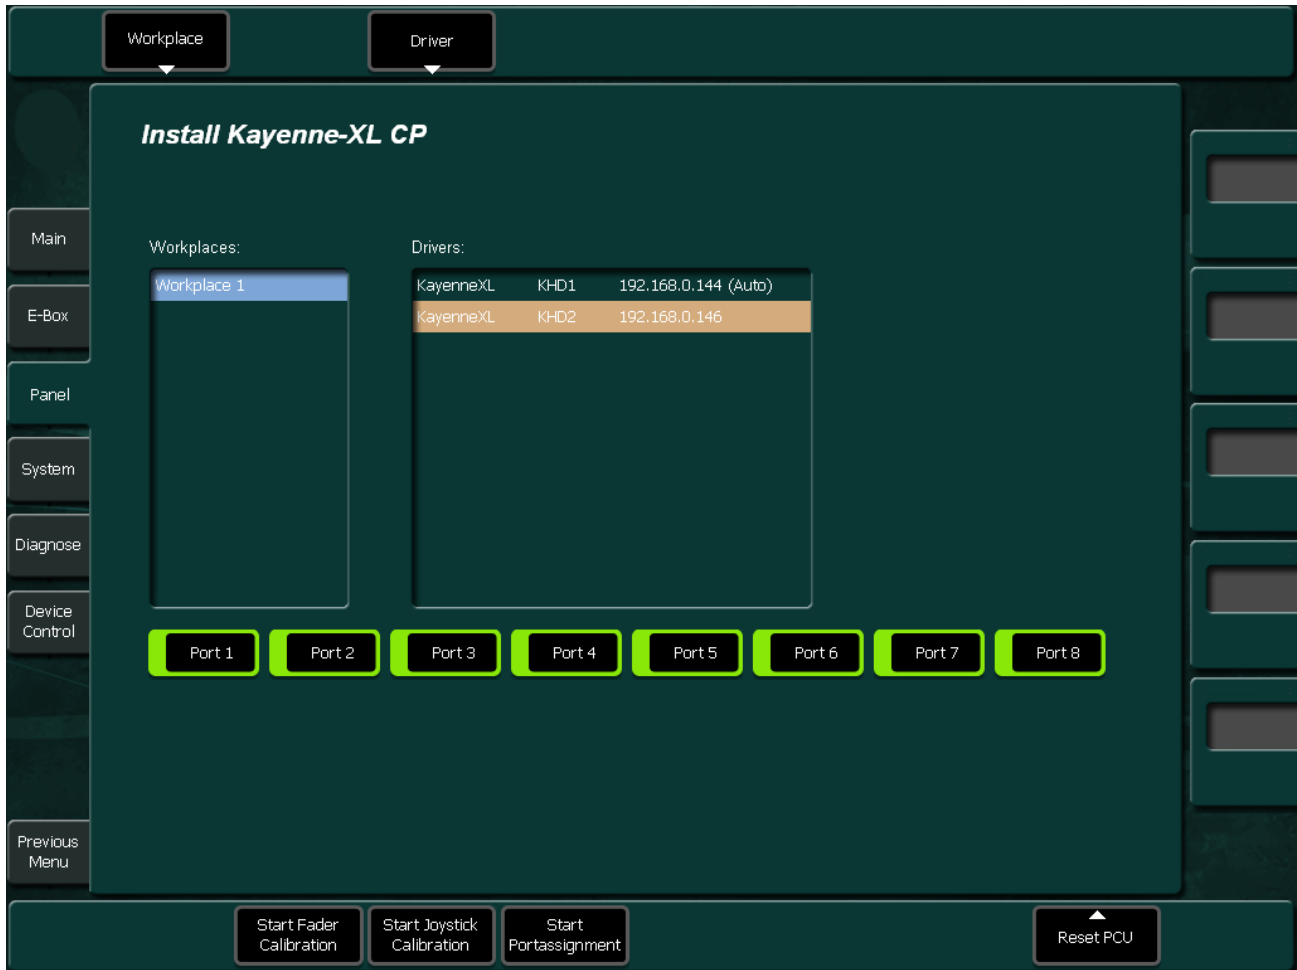 Workplace
Driver
Install Kayenne-XL CP
Main
E-Box
Panel
System
Diagnose
Device
Control
Previous
Menu
Workplaces:
Workplace 1
Drivers:
KayenneXL KHD1 192.168.0.144 (Auto)
KayenneXL KHD2 192.168.0.146
Port 1 Port 2 Port 3 Port 4 Port 5 Port 6 Port 7 Port 8
Start Fader
Calibration
Start Joystick
Calibration
Start
Portassignment
Reset PCU